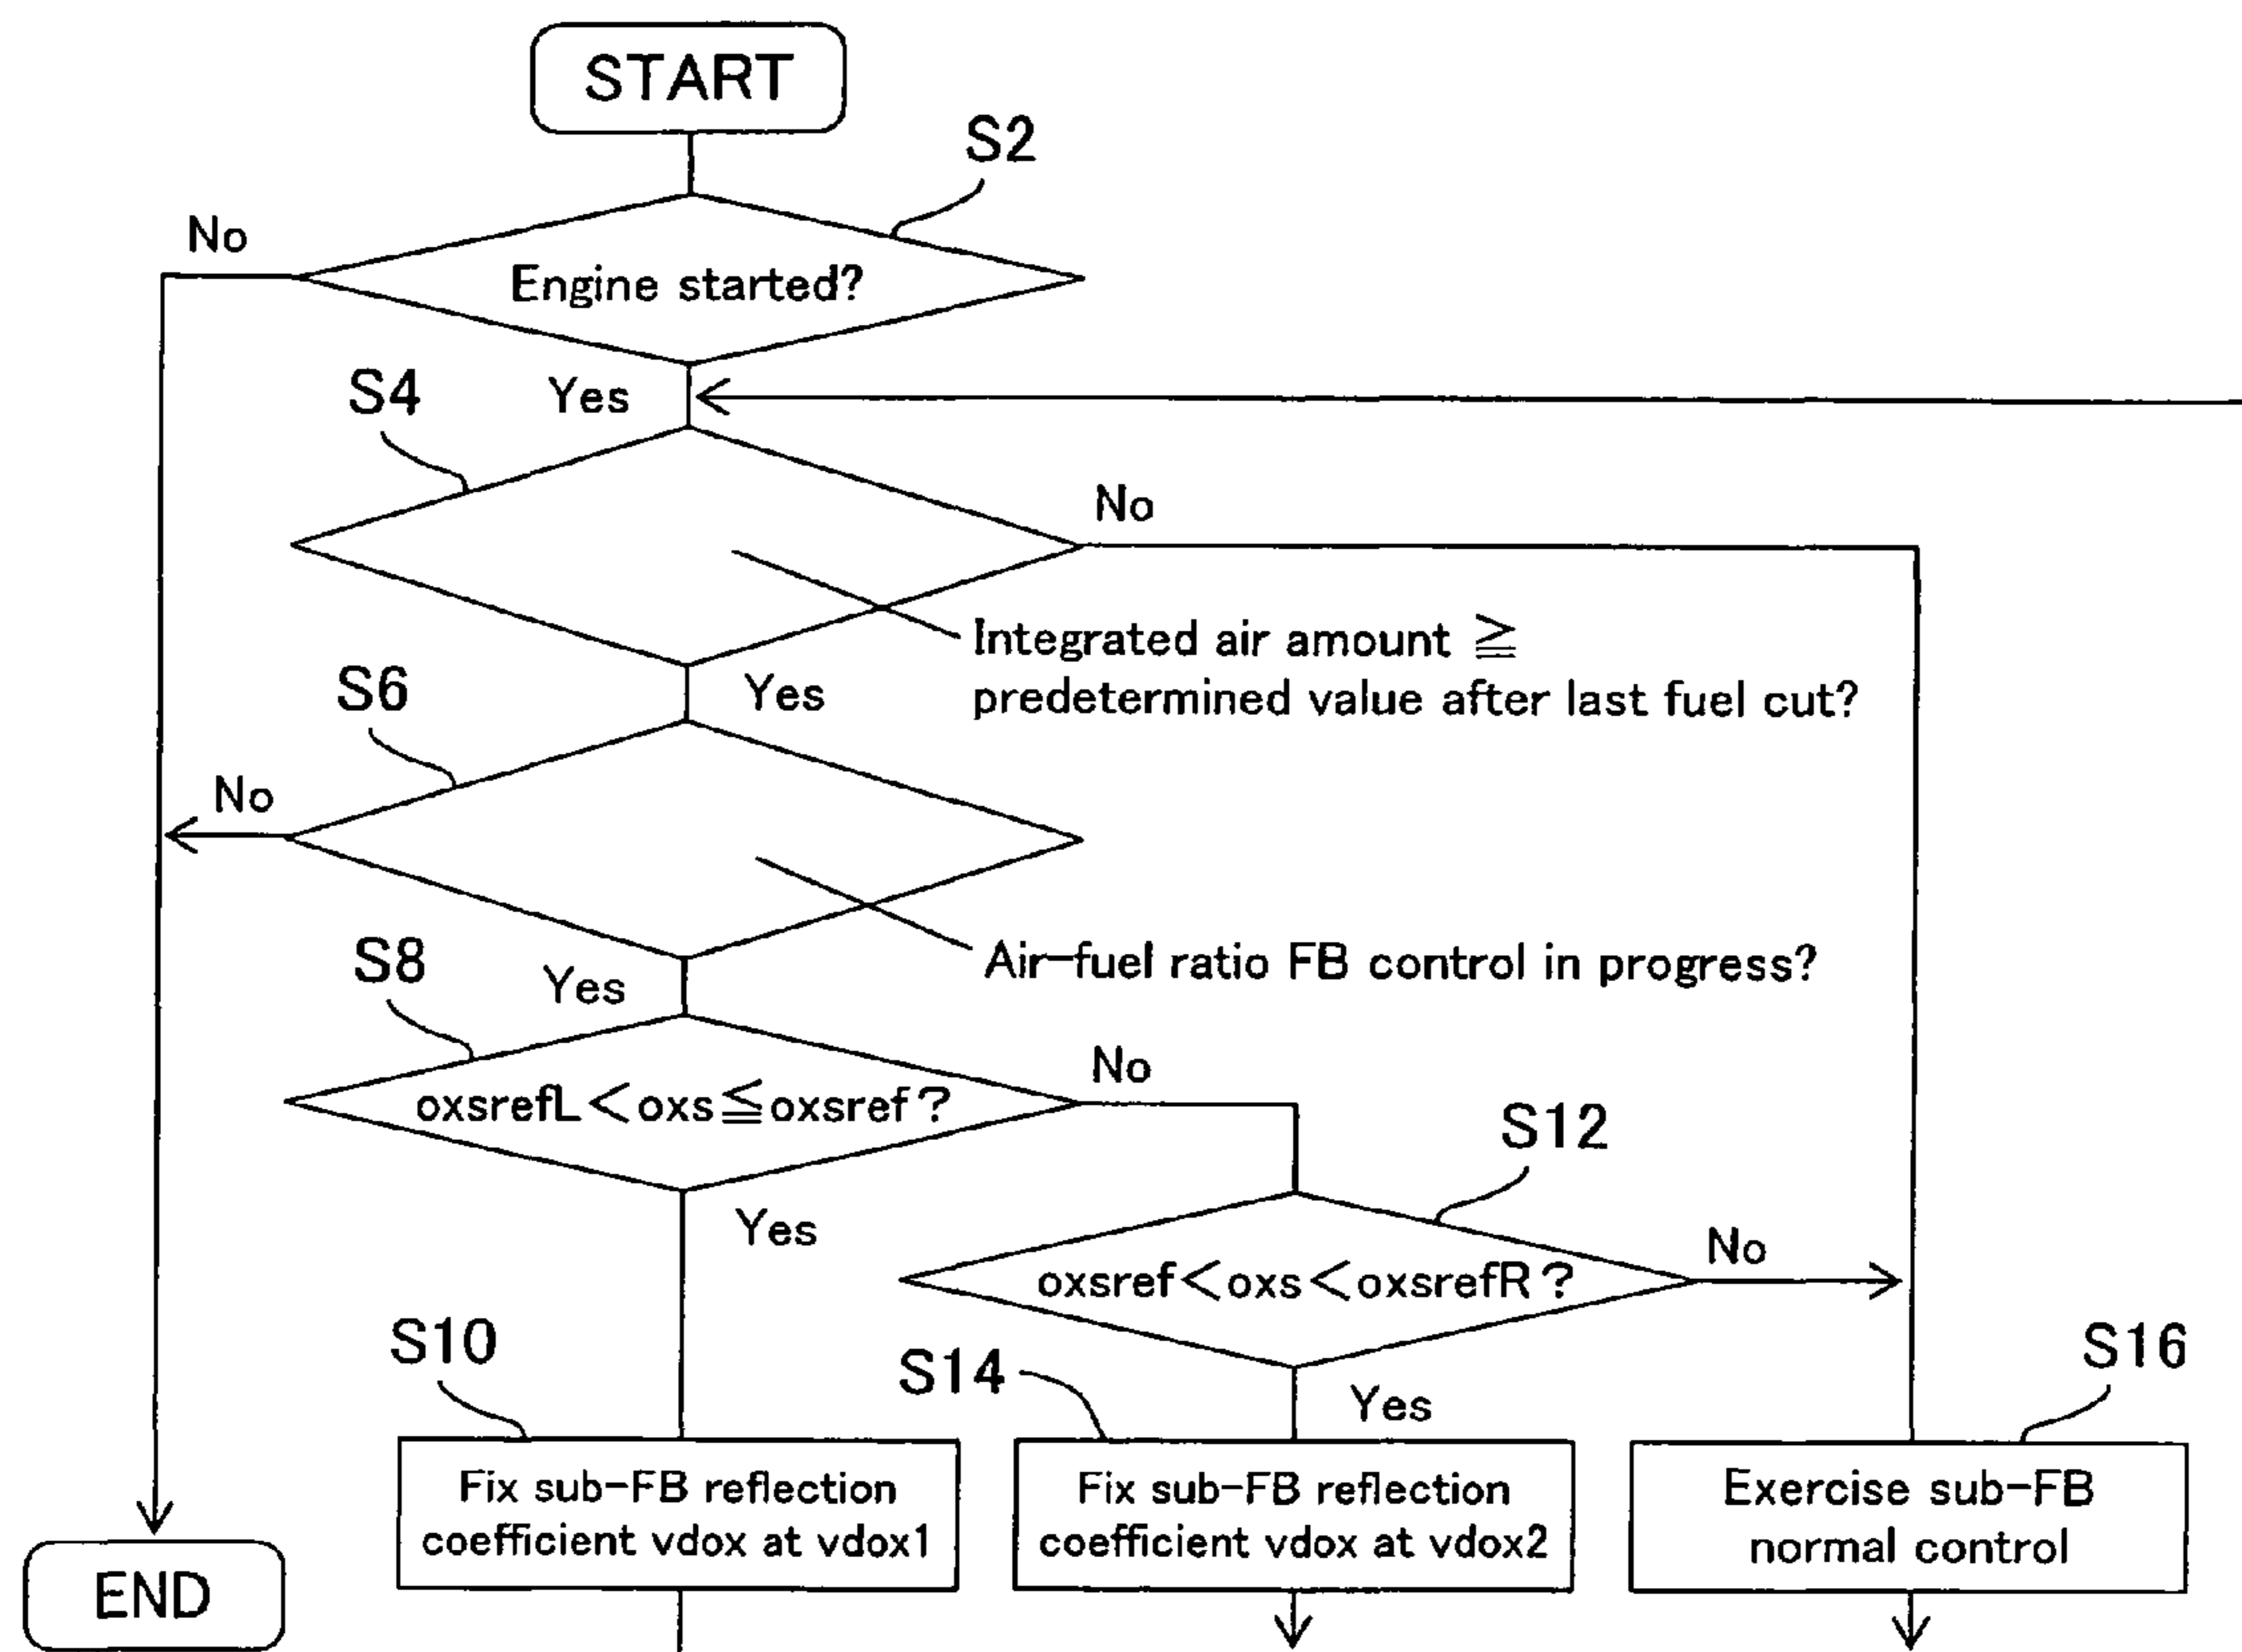 START
S2
No
Engine started?
S4
Yes
No
Integrated air amount ≧
predetermined value after last fuel cut?
S6
Yes
No
Air-fuel ratio FB control in progress?
S8
Yes
No
oxsrefL<oxs≦oxsref?
S12
Yes
No
oxsref<oxs<oxsrefR?
S10
S14
Yes
S16
Fix sub-FB reflection
coefficient vdox at vdox1
Fix sub-FB reflection
coefficient vdox at vdox2
Exercise sub-FB
normal control
END